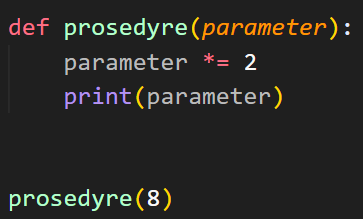 def prosedyre(parameter):
    parameter *= 2
    print(parameter)
prosedyre(8)